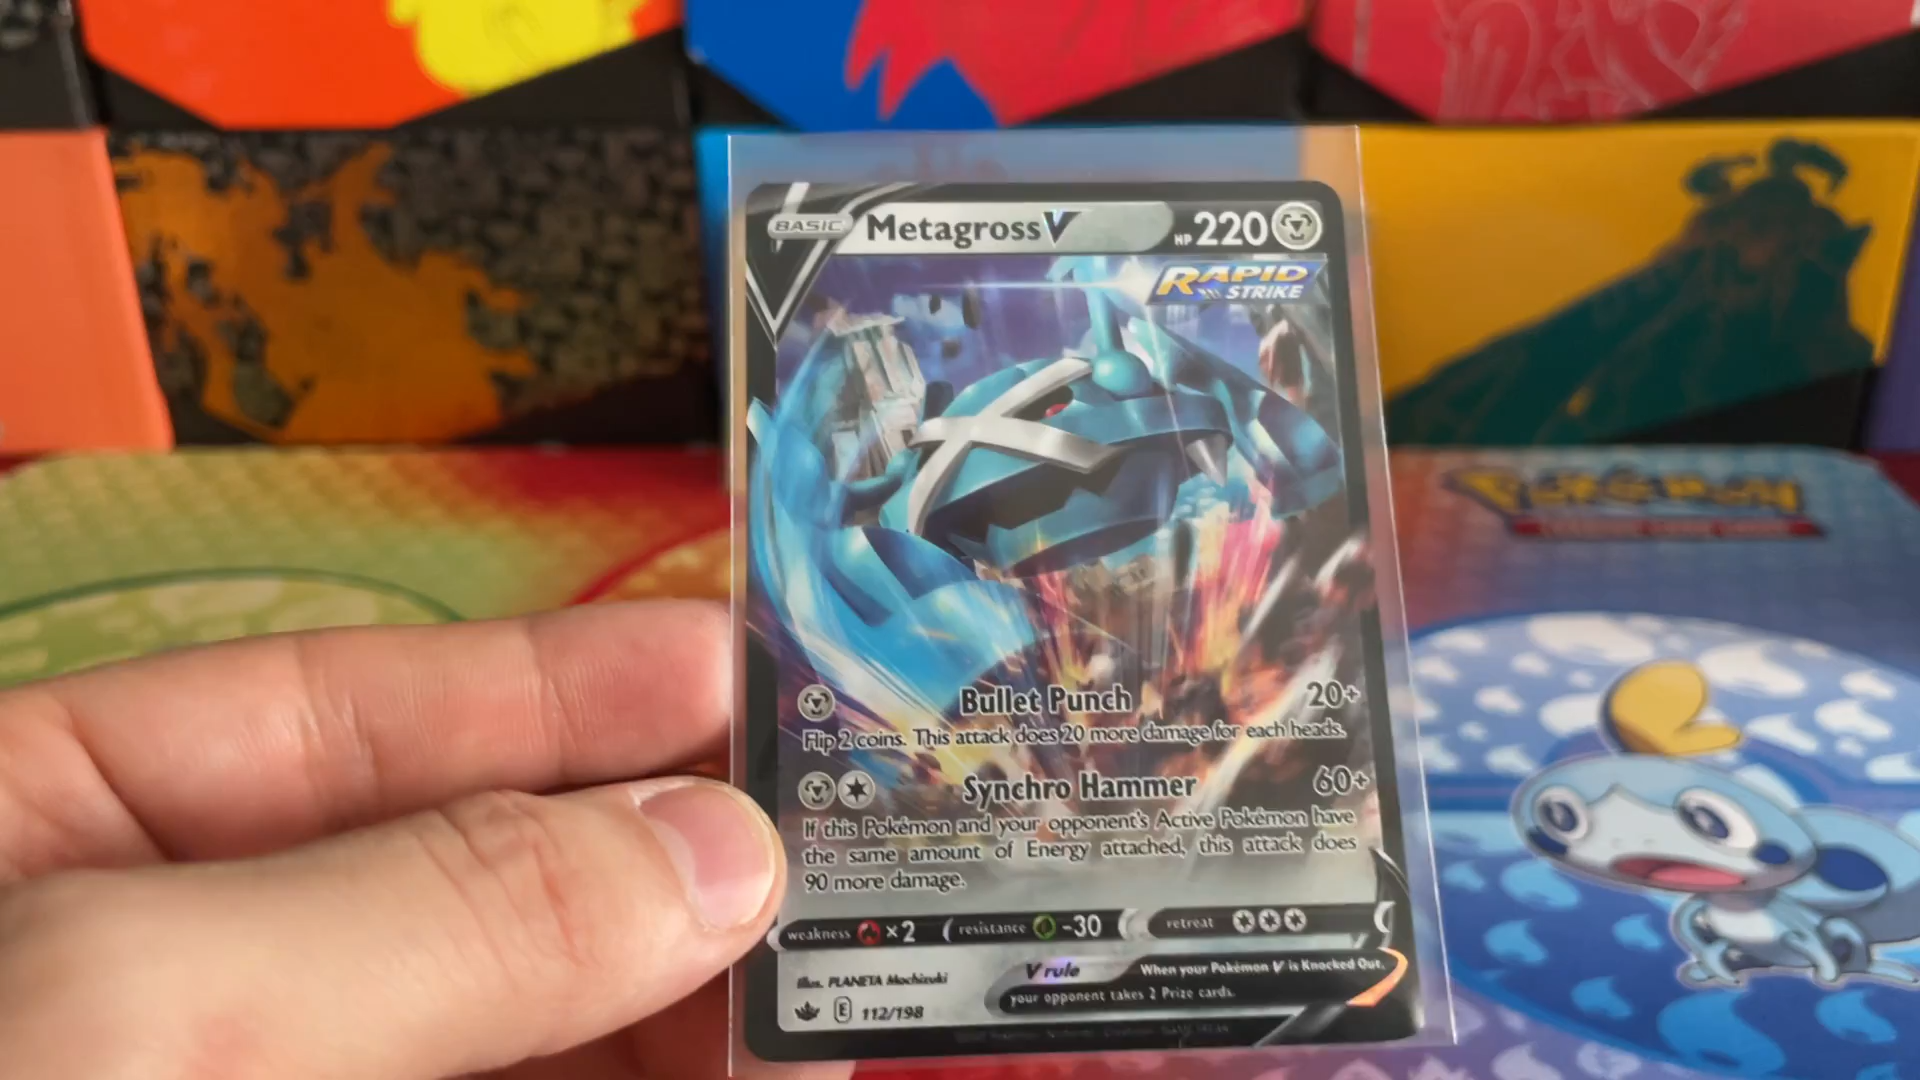 BASIC Metagross V HP 220
RAPID
STRIKE
POKÉMON
Bullet Punch 20+
Flip 2 coins. This attack does 20 more damage for each heads.
Synchro Hammer 60+
If this Pokémon and your opponent's Active Pokémon have
the same amount of Energy attached, this attack does
90 more damage.
weakness ×2 resistance -30 retreat
Illus. PLANETA Mochizuki
V rule When your Pokémon V is Knocked Out,
your opponent takes 2 Prize cards.
E 112/198